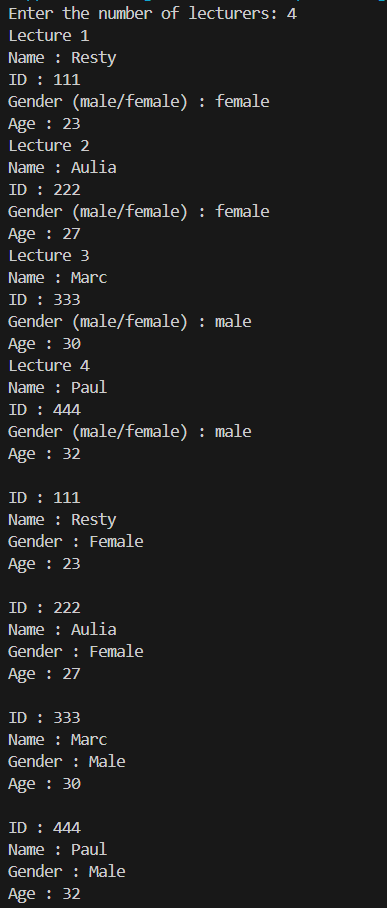 Enter the number of lecturers: 4
Lecture 1
Name : Resty
ID : 111
Gender (male/female) : female
Age : 23
Lecture 2
Name : Aulia
ID : 222
Gender (male/female) : female
Age : 27
Lecture 3
Name : Marc
ID : 333
Gender (male/female) : male
Age : 30
Lecture 4
Name : Paul
ID : 444
Gender (male/female) : male
Age : 32
ID : 111
Name : Resty
Gender : Female
Age : 23
ID : 222
Name : Aulia
Gender : Female
Age : 27
ID : 333
Name : Marc
Gender : Male
Age : 30
ID : 444
Name : Paul
Gender : Male
Age : 32